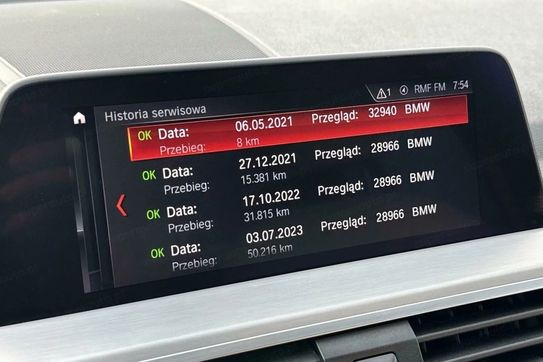 1 RMF FM 7:54
Historia serwisowa
OK Data: 06.05.2021 Przegląd: 32940 BMW
Przebieg: 8 km
OK Data: 27.12.2021 Przegląd: 28966 BMW
Przebieg: 15.381 km
OK Data: 17.10.2022 Przegląd: 28966 BMW
Przebieg: 31.815 km
OK Data: 03.07.2023 Przegląd: 28966 BMW
Przebieg: 50.216 km